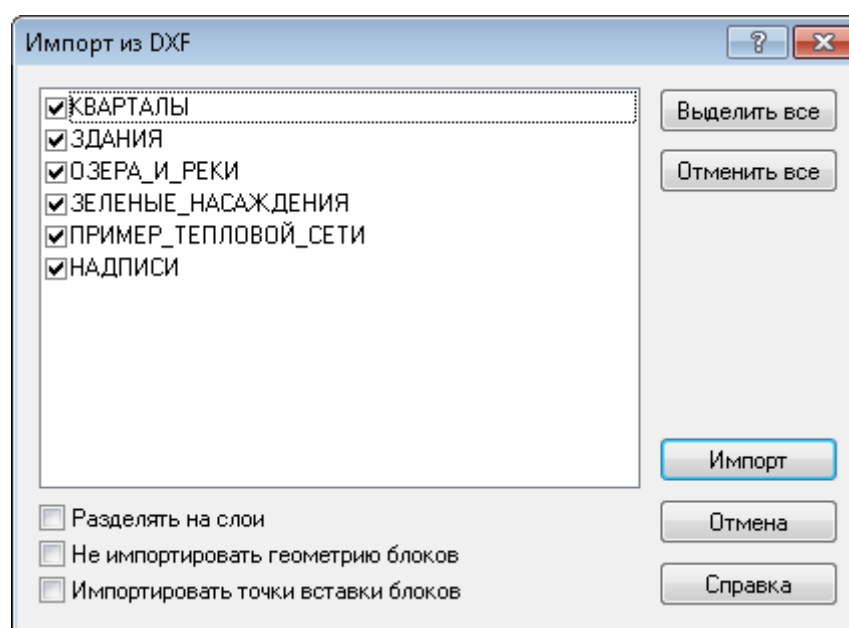 Импорт из DXF
КВАРТАЛЫ
ЗДАНИЯ
ОЗЕРА_И_РЕКИ
ЗЕЛЕНЫЕ_НАСАЖДЕНИЯ
ПРИМЕР_ТЕПЛОВОЙ_СЕТИ
НАДПИСИ
Выделить все
Отменить все
Импорт
Отмена
Справка
Разделять на слои
Не импортировать геометрию блоков
Импортировать точки вставки блоков